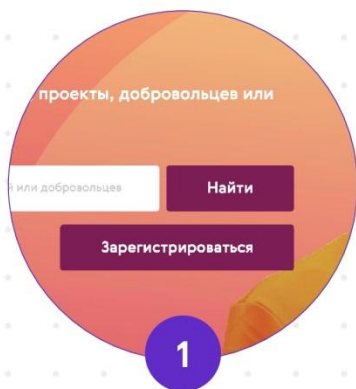 проекты, добровольцев или
или добровольцев
Найти
Зарегистрироваться
1